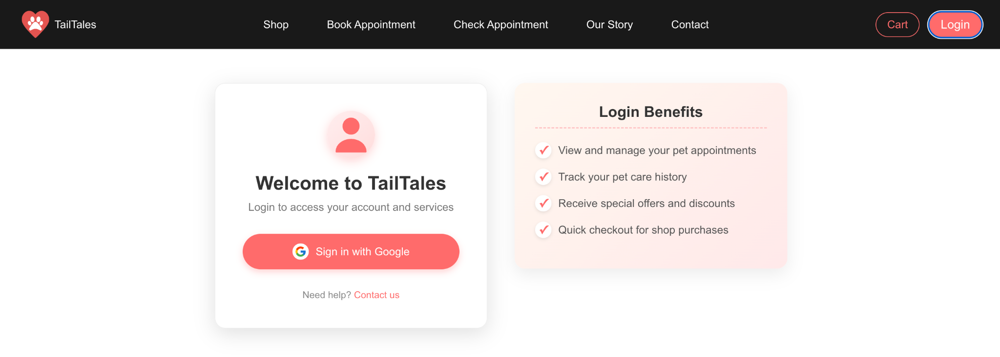 TailTales
Shop
Book Appointment
Check Appointment
Our Story
Contact
Cart
Login
Welcome to TailTales
Login to access your account and services
Sign in with Google
Need help? Contact us
Login Benefits
View and manage your pet appointments
Track your pet care history
Receive special offers and discounts
Quick checkout for shop purchases